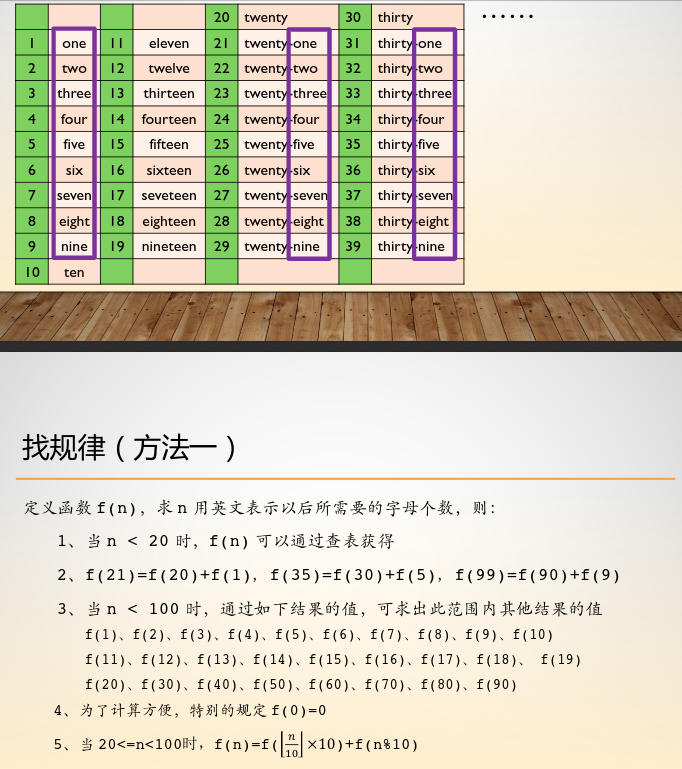 20 twenty 30 thirty ······
1 one 11 eleven 21 twenty-one 31 thirty-one
2 two 12 twelve 22 twenty-two 32 thirty-two
3 three 13 thirteen 23 twenty-three 33 thirty-three
4 four 14 fourteen 24 twenty-four 34 thirty-four
5 five 15 fifteen 25 twenty-five 35 thirty-five
6 six 16 sixteen 26 twenty-six 36 thirty-six
7 seven 17 seveteen 27 twenty-seven 37 thirty-seven
8 eight 18 eighteen 28 twenty-eight 38 thirty-eight
9 nine 19 nineteen 29 twenty-nine 39 thirty-nine
10 ten
找规律（方法一）
定义函数 f(n)，求 n 用英文表示以后所需要的字母个数，则：
1、当 n < 20 时，f(n) 可以通过查表获得
2、f(21)=f(20)+f(1)，f(35)=f(30)+f(5)，f(99)=f(90)+f(9)
3、当 n < 100 时，通过如下结果的值，可求出此范围内其他结果的值
f(1)、f(2)、f(3)、f(4)、f(5)、f(6)、f(7)、f(8)、f(9)、f(10)
f(11)、f(12)、f(13)、f(14)、f(15)、f(16)、f(17)、f(18)、 f(19)
f(20)、f(30)、f(40)、f(50)、f(60)、f(70)、f(80)、f(90)
4、为了计算方便，特别的规定 f(0)=0
5、当 20<=n<100时，f(n)=f(⌊n/10⌋×10)+f(n%10)